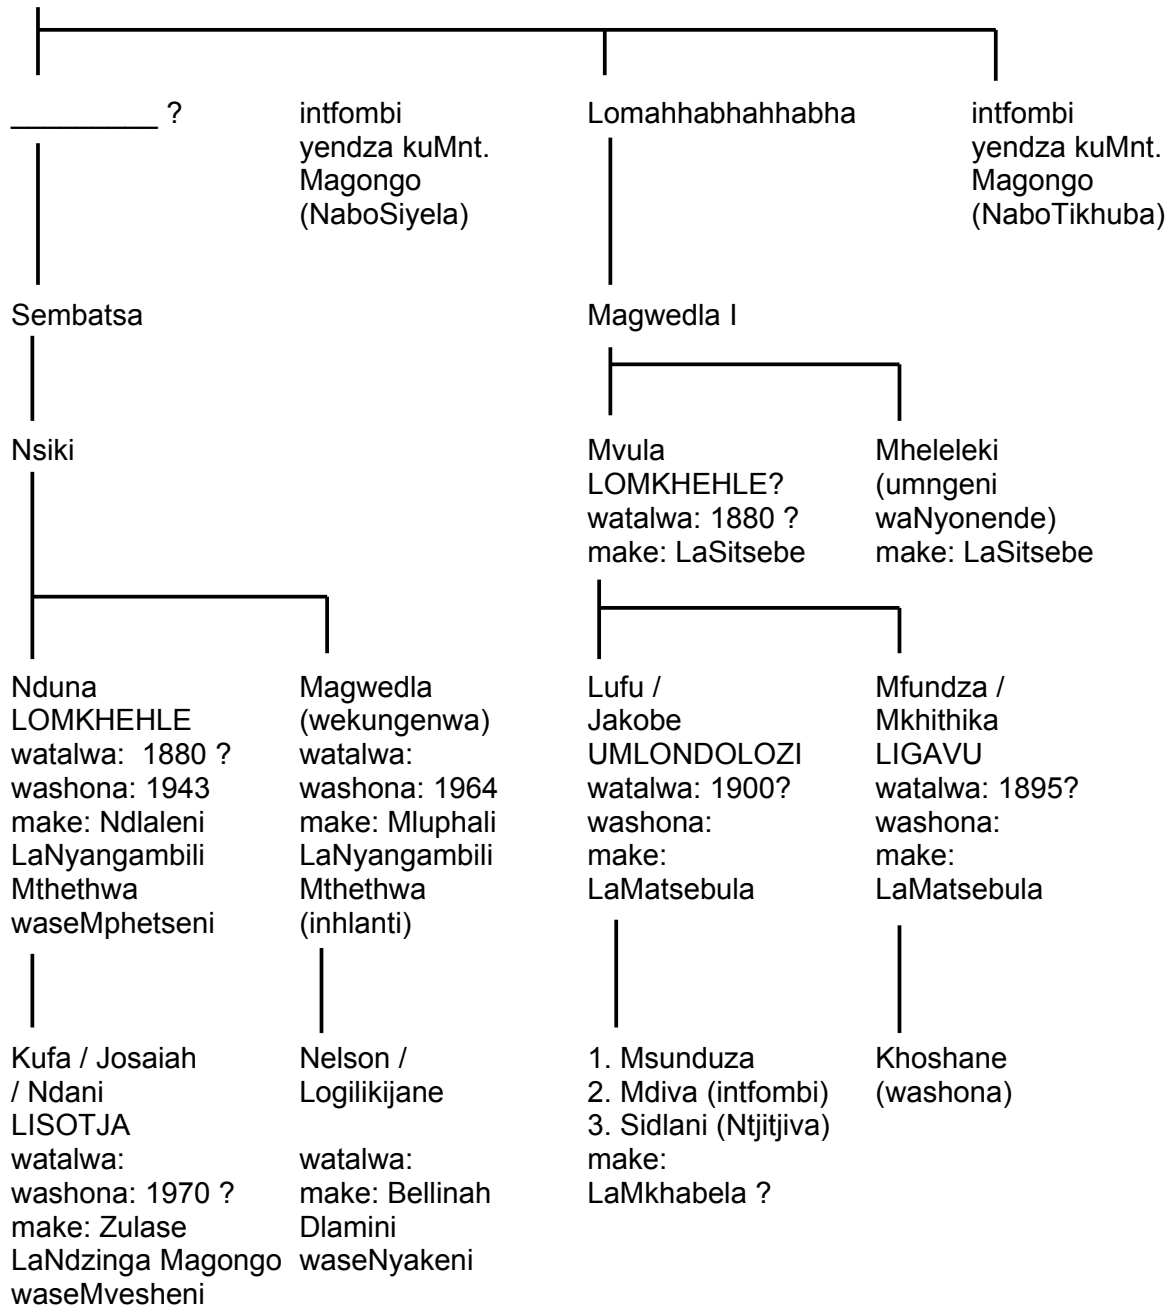 _________ ?
intfombi
yendza kuMnt.
Magongo
(NaboSiyela)
Lomahhabhahhabha
intfombi
yendza kuMnt.
Magongo
(NaboTikhuba)
Sembatsa
Magwedla I
Nsiki
Mvula
LOMKHEHLE?
watalwa: 1880 ?
make: LaSitsebe
Mheleleki
(umngeni
waNyonende)
make: LaSitsebe
Nduna
LOMKHEHLE
watalwa: 1880 ?
washona: 1943
make: Ndlaleni
LaNyangambili
Mthethwa
waseMphetseni
Magwedla
(wekungenwa)
watalwa:
washona: 1964
make: Mluphali
LaNyangambili
Mthethwa
(inhlanti)
Lufu /
Jakobe
UMLONDOLOZI
watalwa: 1900?
washona:
make:
LaMatsebula
Mfundza /
Mkhithika
LIGAVU
watalwa: 1895?
washona:
make:
LaMatsebula
Kufa / Josaiah
/ Ndani
LISOTJA
watalwa:
washona: 1970 ?
make: Zulase
LaNdzinga Magongo
waseMvesheni
Nelson /
Logilikijane
watalwa:
make: Bellinah
Dlamini
waseNyakeni
1. Msunduza
2. Mdiva (intfombi)
3. Sidlani (Ntjitjiva)
make:
LaMkhabela ?
Khoshane
(washona)